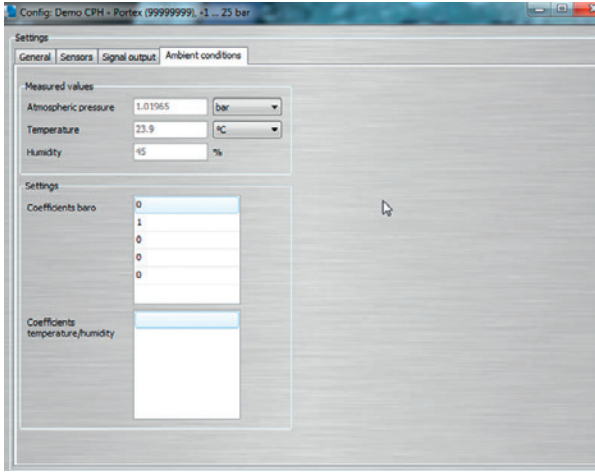 Config: Demo CPH - Portex (99999999), -1 ... 25 bar
Settings
General Sensors Signal output Ambient conditions
Measured values
Atmospheric pressure 1.01965 bar
Temperature 23.9 °C
Humidity 45 %
Settings
Coefficients baro 0
1
0
0
0
Coefficients
temperature/humidity